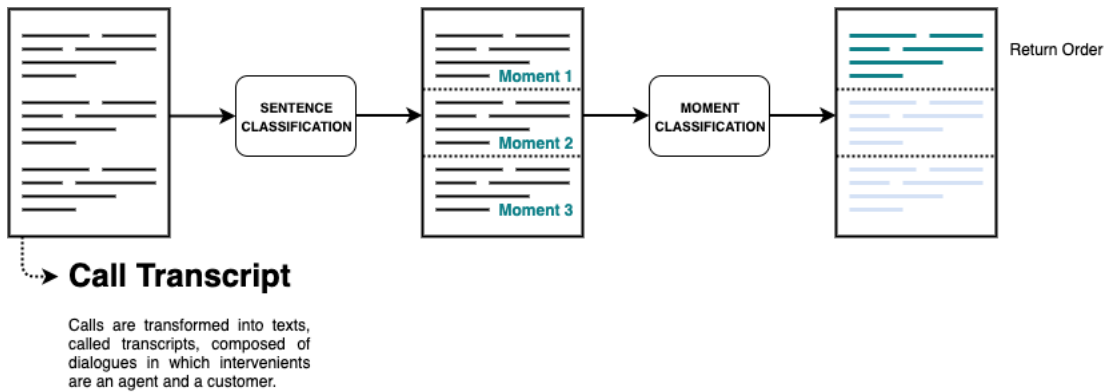 SENTENCE
CLASSIFICATION
Moment 1
Moment 2
Moment 3
MOMENT
CLASSIFICATION
Return Order
Call Transcript
Calls are transformed into texts,
called transcripts, composed of
dialogues in which intervenients
are an agent and a customer.